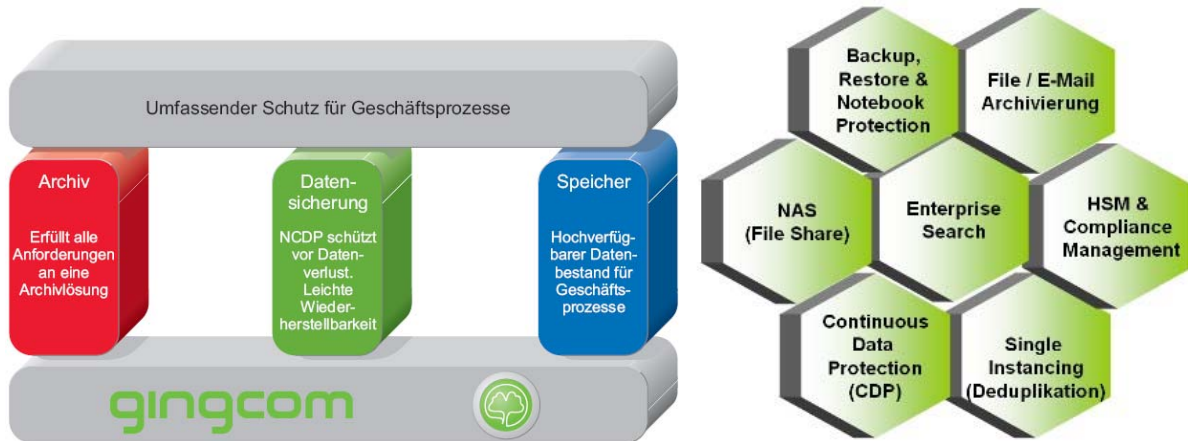 Umfassender Schutz für Geschäftsprozesse
Archiv
Erfüllt alle
Anforderungen
an eine
Archivlösung
Daten-
sicherung
NCDP schützt
vor Daten-
verlust.
Leichte
Wieder-
herstellbarkeit
Speicher
Hochverfüg-
barer Daten-
bestand für
Geschäfts-
prozesse
gingcom
Backup,
Restore &
Notebook
Protection
File / E-Mail
Archivierung
NAS
(File Share)
Enterprise
Search
HSM &
Compliance
Management
Continuous
Data
Protection
(CDP)
Single
Instancing
(Deduplikation)